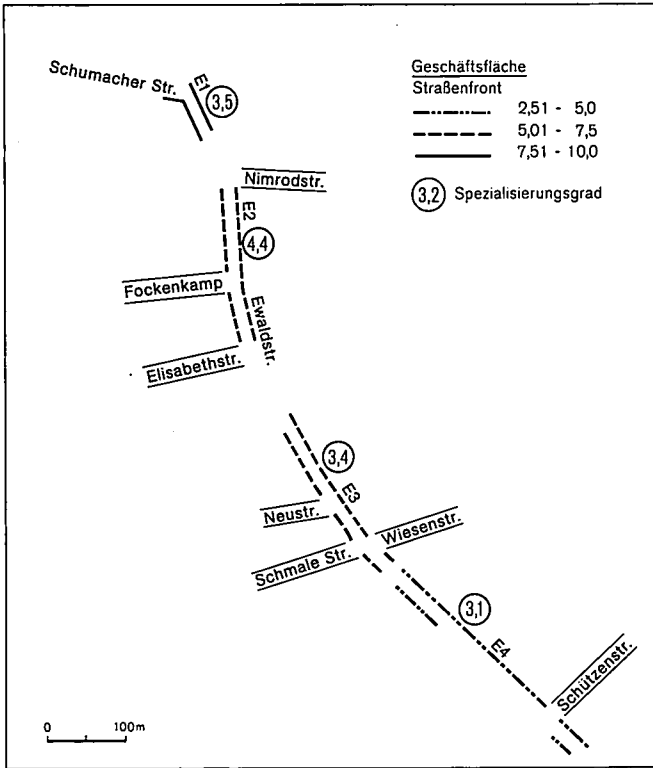 Schumacher Str.
E1
3,5
Geschäftsfläche
Straßenfront
2,51 - 5,0
5,01 - 7,5
7,51 - 10,0
3,2 Spezialisierungsgrad
Nimrodstr.
E2
4,4
Fockenkamp
Ewaldstr.
Elisabethstr.
3,4
E3
Neustr.
Wiesenstr.
Schmale Str.
3,1
E4
Schützenstr.
0 100m